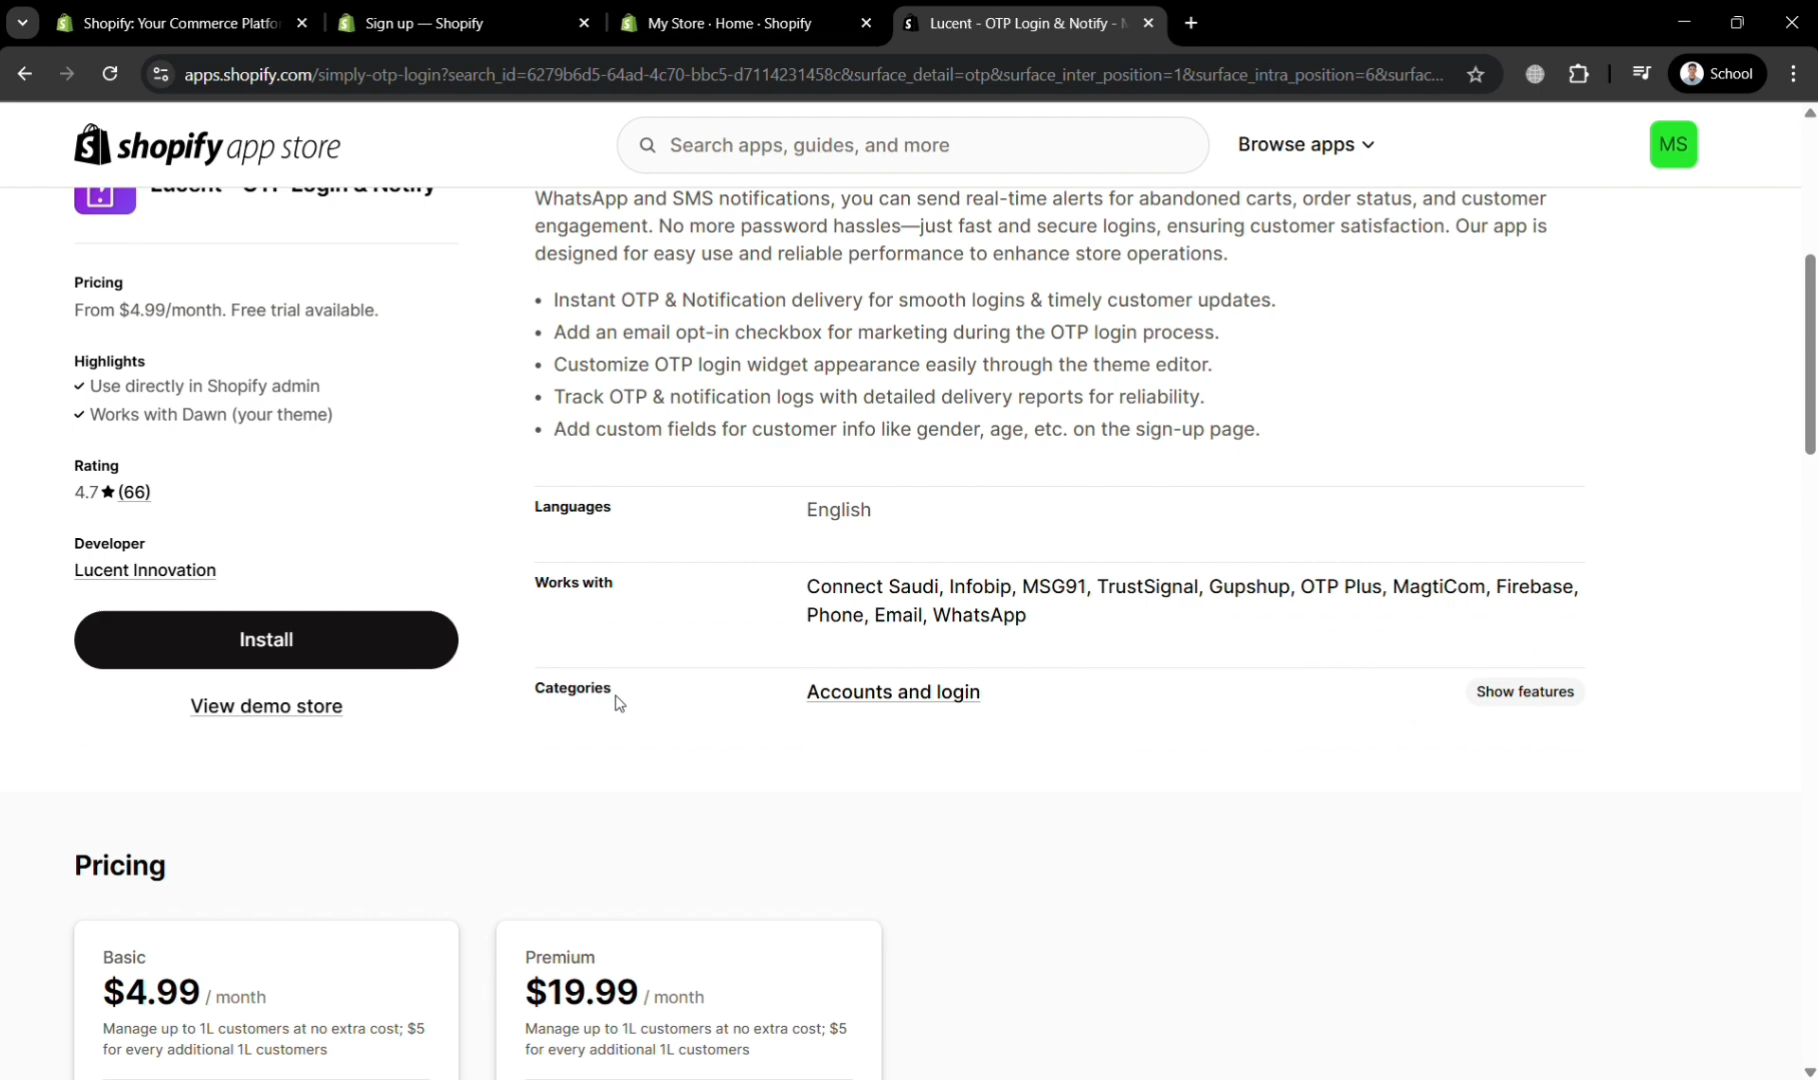 Shopify: Your Commerce Platfo
Sign up — Shopify
My Store · Home · Shopify
Lucent - OTP Login & Notify -
apps.shopify.com/simply-otp-login?search_id=6279b6d5-64ad-4c70-bbc5-d7114231458c&surface_detail=otp&surface_inter_position=1&surface_intra_position=6&surfac...
School
shopify app store
Search apps, guides, and more
Browse apps
MS
Lucent - OTP Login & Notify
WhatsApp and SMS notifications, you can send real-time alerts for abandoned carts, order status, and customer
engagement. No more password hassles—just fast and secure logins, ensuring customer satisfaction. Our app is
designed for easy use and reliable performance to enhance store operations.
Pricing
From $4.99/month. Free trial available.
• Instant OTP & Notification delivery for smooth logins & timely customer updates.
• Add an email opt-in checkbox for marketing during the OTP login process.
• Customize OTP login widget appearance easily through the theme editor.
• Track OTP & notification logs with detailed delivery reports for reliability.
• Add custom fields for customer info like gender, age, etc. on the sign-up page.
Highlights
✓ Use directly in Shopify admin
✓ Works with Dawn (your theme)
Rating
4.7★ (66)
Developer
Lucent Innovation
Install
View demo store
Languages
English
Works with
Connect Saudi, Infobip, MSG91, TrustSignal, Gupshup, OTP Plus, MagtiCom, Firebase,
Phone, Email, WhatsApp
Categories
Accounts and login
Show features
Pricing
Basic
$4.99 / month
Manage up to 1L customers at no extra cost; $5
for every additional 1L customers
Premium
$19.99 / month
Manage up to 1L customers at no extra cost; $5
for every additional 1L customers